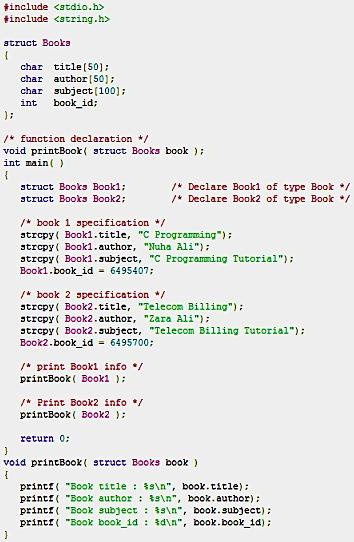 #include <stdio.h>
#include <string.h>

struct Books
{
   char  title[50];
   char  author[50];
   char  subject[100];
   int   book_id;
};

/* function declaration */
void printBook( struct Books book );
int main( )
{
   struct Books Book1;        /* Declare Book1 of type Book */
   struct Books Book2;        /* Declare Book2 of type Book */

   /* book 1 specification */
   strcpy( Book1.title, "C Programming");
   strcpy( Book1.author, "Nuha Ali");
   strcpy( Book1.subject, "C Programming Tutorial");
   Book1.book_id = 6495407;

   /* book 2 specification */
   strcpy( Book2.title, "Telecom Billing");
   strcpy( Book2.author, "Zara Ali");
   strcpy( Book2.subject, "Telecom Billing Tutorial");
   Book2.book_id = 6495700;

   /* print Book1 info */
   printBook( Book1 );

   /* Print Book2 info */
   printBook( Book2 );

   return 0;
}
void printBook( struct Books book )
{
   printf( "Book title : %s\n", book.title);
   printf( "Book author : %s\n", book.author);
   printf( "Book subject : %s\n", book.subject);
   printf( "Book book_id : %d\n", book.book_id);
}